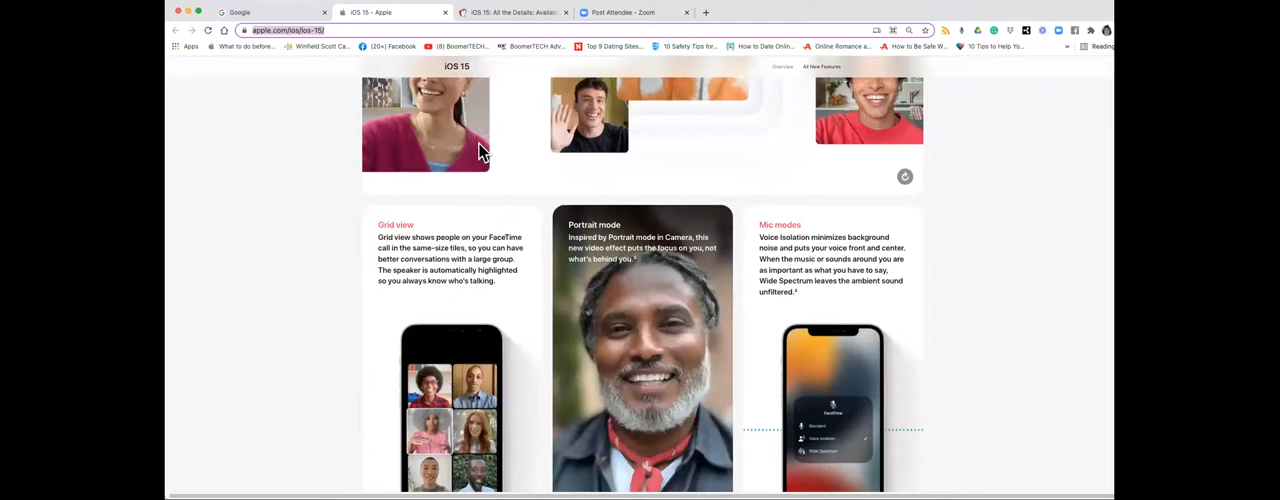 Google
iOS 15 - Apple
iOS 15: All the Details: Availab
Post Attendee - Zoom
apple.com/ios/ios-15/
Apps
What to do before...
Winfield Scott Ca...
(20+) Facebook
(8) BoomerTECH...
BoomerTECH Adv...
Top 9 Dating Sites...
10 Safety Tips for...
How to Date Onlin...
Online Romance a
How to Be Safe W...
10 Tips to Help You...
»
Reading
iOS 15
Overview
All New Features
Grid view
Grid view shows people on your FaceTime
call in the same-size tiles, so you can have
better conversations with a large group.
The speaker is automatically highlighted
so you always know who's talking.
Portrait mode
Inspired by Portrait mode in Camera, this
new video effect puts the focus on you, not
what's behind you.²
Mic modes
Voice Isolation minimizes background
noise and puts your voice front and center.
When the music or sounds around you are
as important as what you have to say,
Wide Spectrum leaves the ambient sound
unfiltered.²
FaceTime
Standard
Voice Isolation
Wide Spectrum